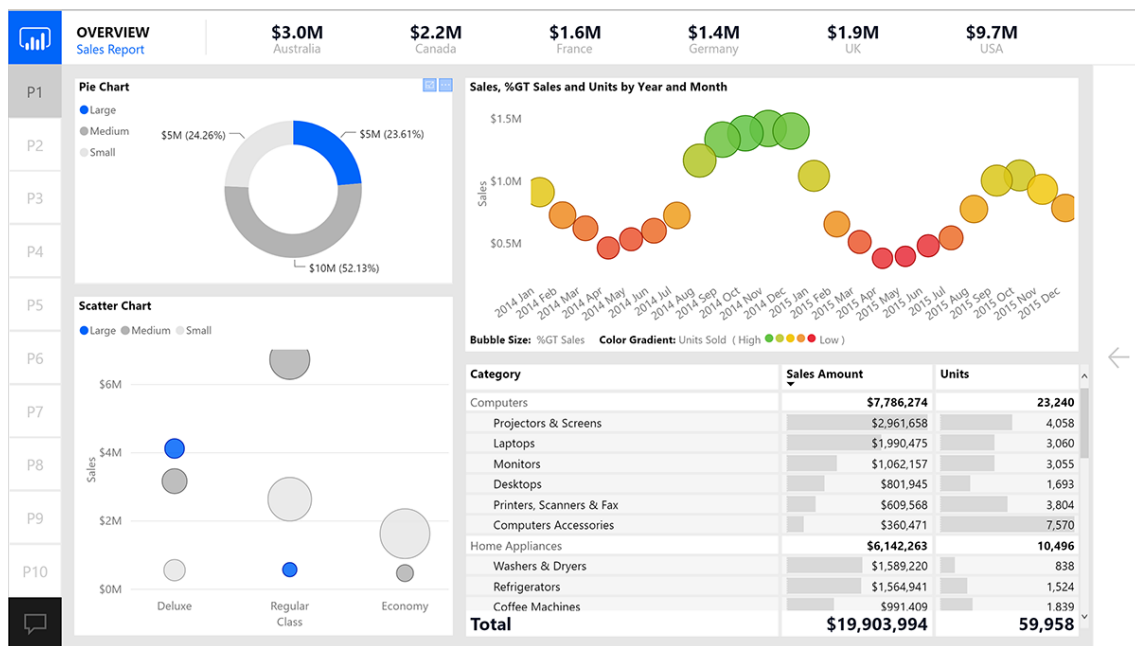 OVERVIEW
Sales Report
$3.0M
Australia
$2.2M
Canada
$1.6M
France
$1.4M
Germany
$1.9M
UK
$9.7M
USA
P1
P2
P3
P4
P5
P6
P7
P8
P9
P10
Pie Chart
Large
Medium
Small
$5M (24.26%)
$5M (23.61%)
$10M (52.13%)
Scatter Chart
Large Medium Small
Sales
$6M
$4M
$2M
$0M
Deluxe
Regular
Economy
Class
Sales, %GT Sales and Units by Year and Month
Sales
$1.5M
$1.0M
$0.5M
2014 Jan
2014 Feb
2014 Mar
2014 Apr
2014 May
2014 Jun
2014 Jul
2014 Aug
2014 Sep
2014 Oct
2014 Nov
2014 Dec
2015 Jan
2015 Feb
2015 Mar
2015 Apr
2015 May
2015 Jun
2015 Jul
2015 Aug
2015 Sep
2015 Oct
2015 Nov
2015 Dec
Bubble Size: %GT Sales Color Gradient: Units Sold ( High Low )
Category Sales Amount Units
Computers $7,786,274 23,240
Projectors & Screens $2,961,658 4,058
Laptops $1,990,475 3,060
Monitors $1,062,157 3,055
Desktops $801,945 1,693
Printers, Scanners & Fax $609,568 3,804
Computers Accessories $360,471 7,570
Home Appliances $6,142,263 10,496
Washers & Dryers $1,589,220 838
Refrigerators $1,564,941 1,524
Coffee Machines $991,409 1,839
Total $19,903,994 59,958